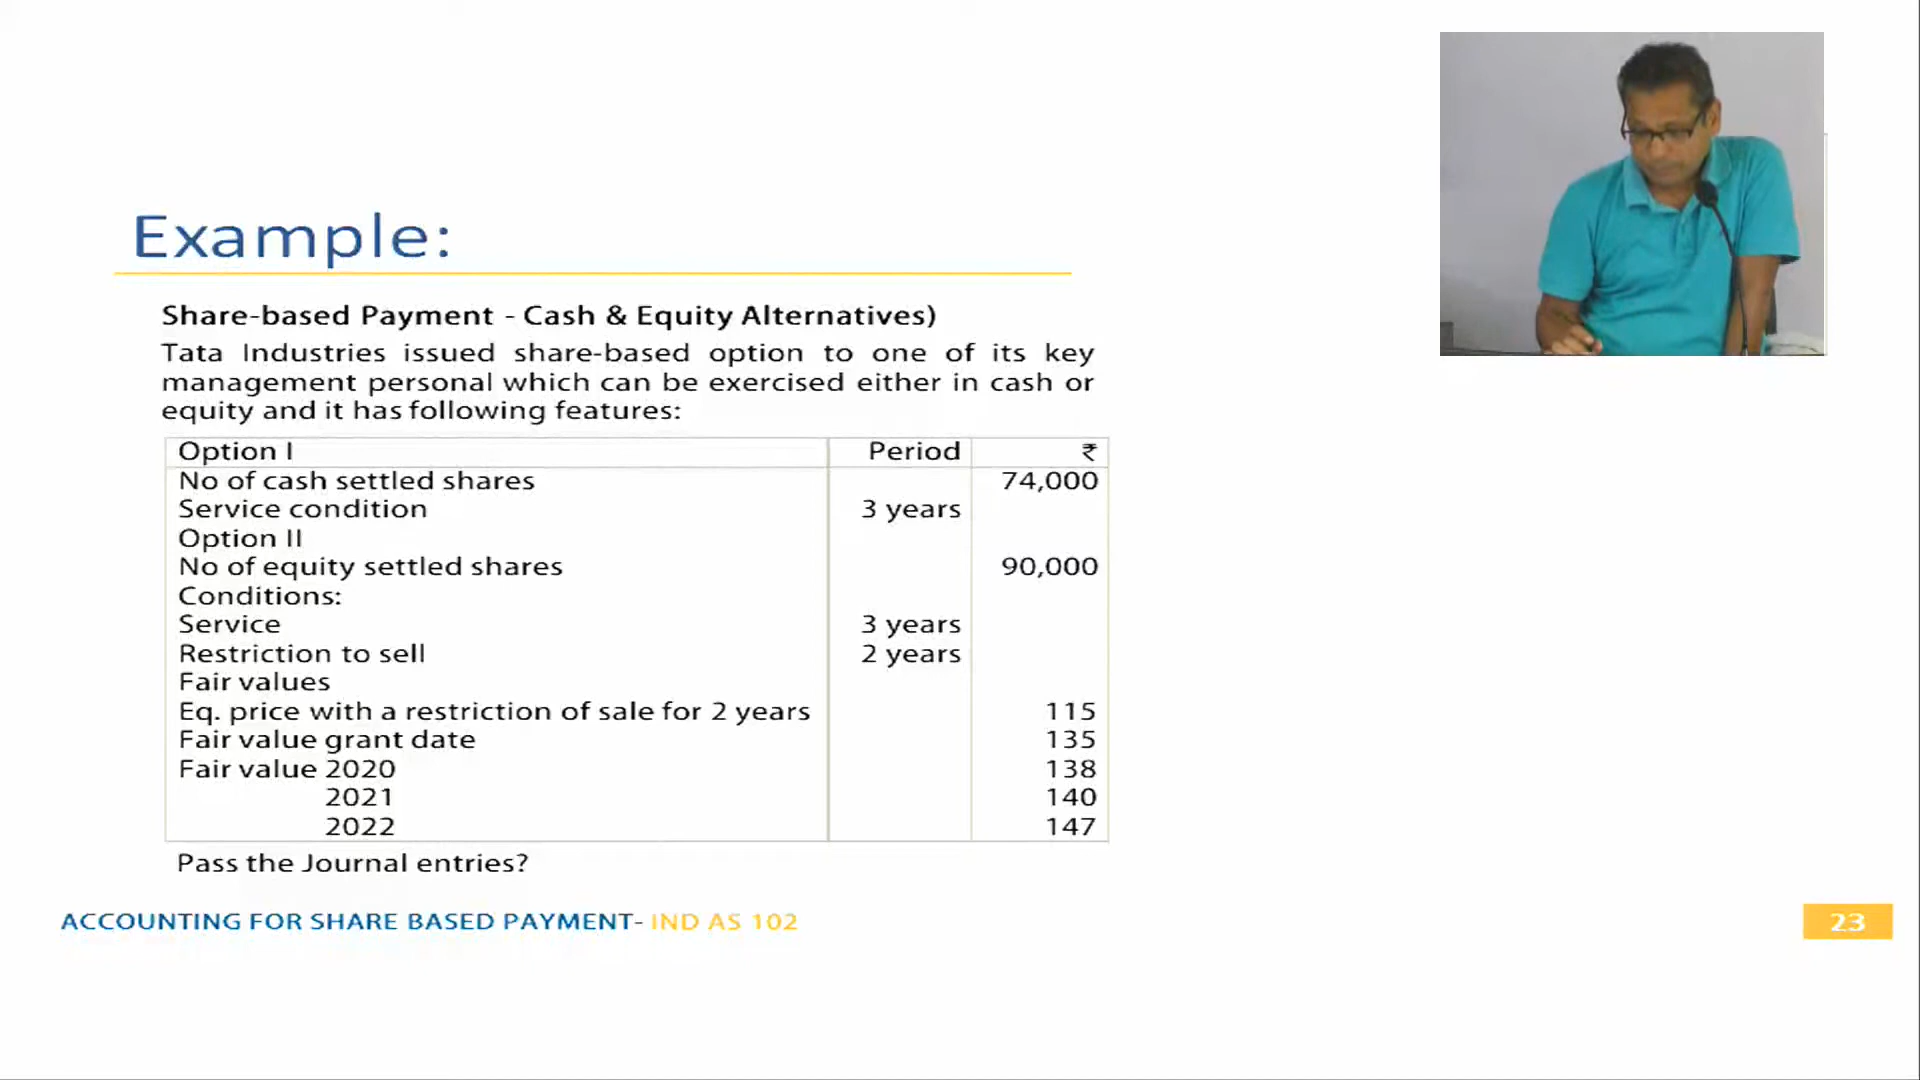 Example:
Share-based Payment - Cash & Equity Alternatives)
Tata Industries issued share-based option to one of its key
management personal which can be exercised either in cash or
equity and it has following features:
Option I Period ₹
No of cash settled shares 74,000
Service condition 3 years
Option II
No of equity settled shares 90,000
Conditions:
Service 3 years
Restriction to sell 2 years
Fair values
Eq. price with a restriction of sale for 2 years 115
Fair value grant date 135
Fair value 2020 138
2021 140
2022 147
Pass the Journal entries?
ACCOUNTING FOR SHARE BASED PAYMENT- IND AS 102
23